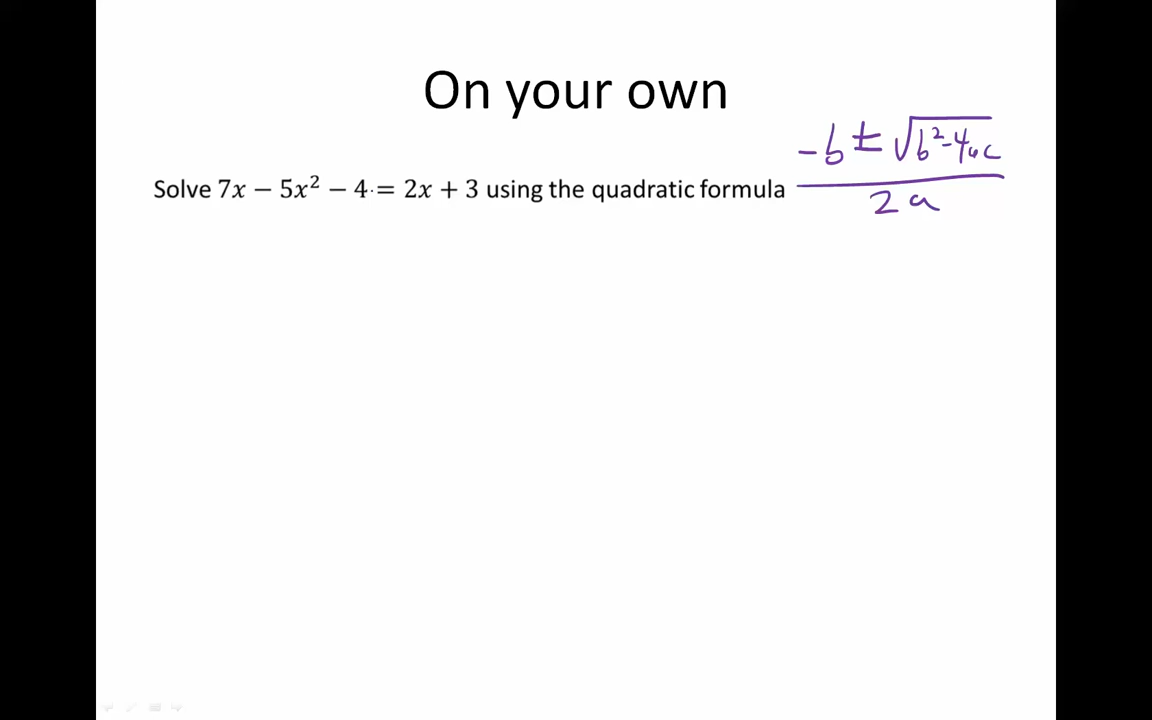 On your own
Solve 7x − 5x² − 4 = 2x + 3 using the quadratic formula
-b ± √b²-4ac
2a